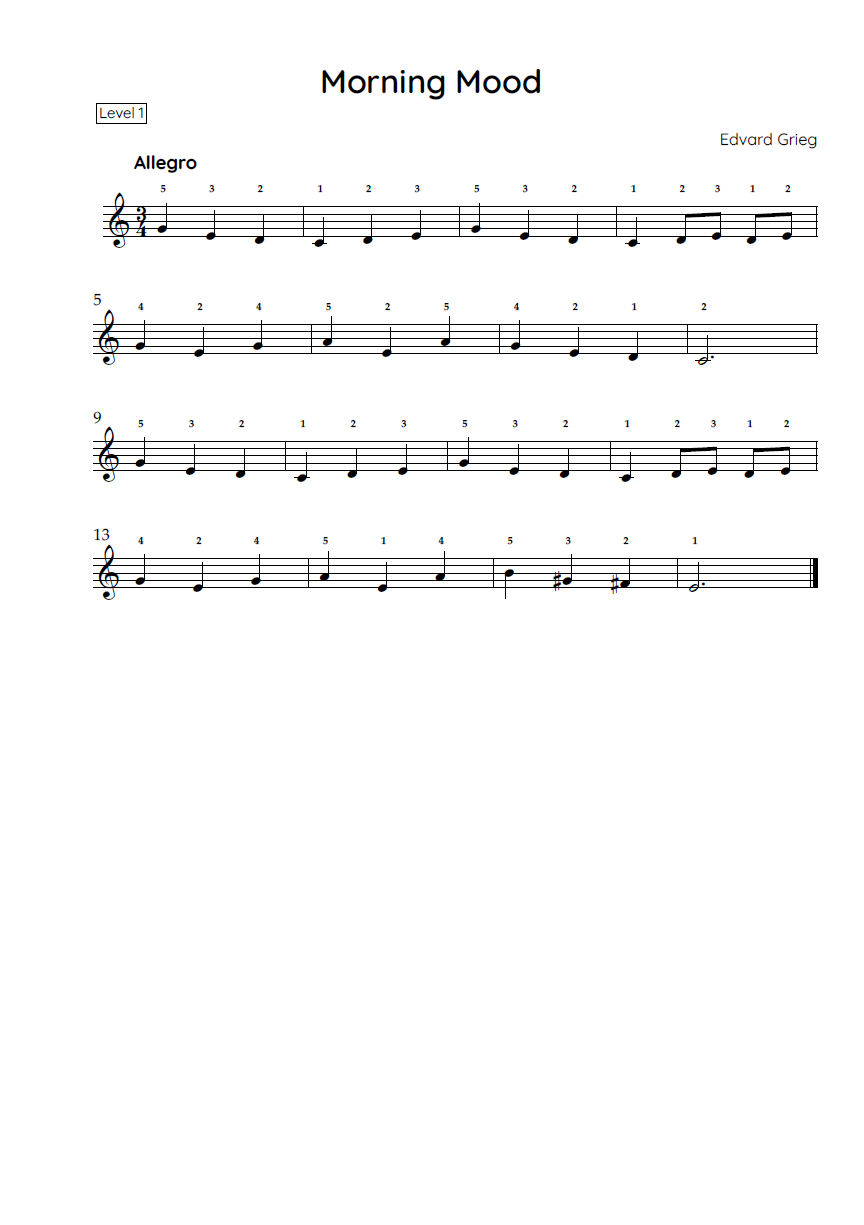 Morning Mood
Level 1
Edvard Grieg
Allegro
5 3 2 1 2 3 5 3 2 1 2 3 1 2
3
4
5
4 2 4 5 2 5 4 2 1 2
9
5 3 2 1 2 3 5 3 2 1 2 3 1 2
13
4 2 4 5 1 4 5 3 2 1